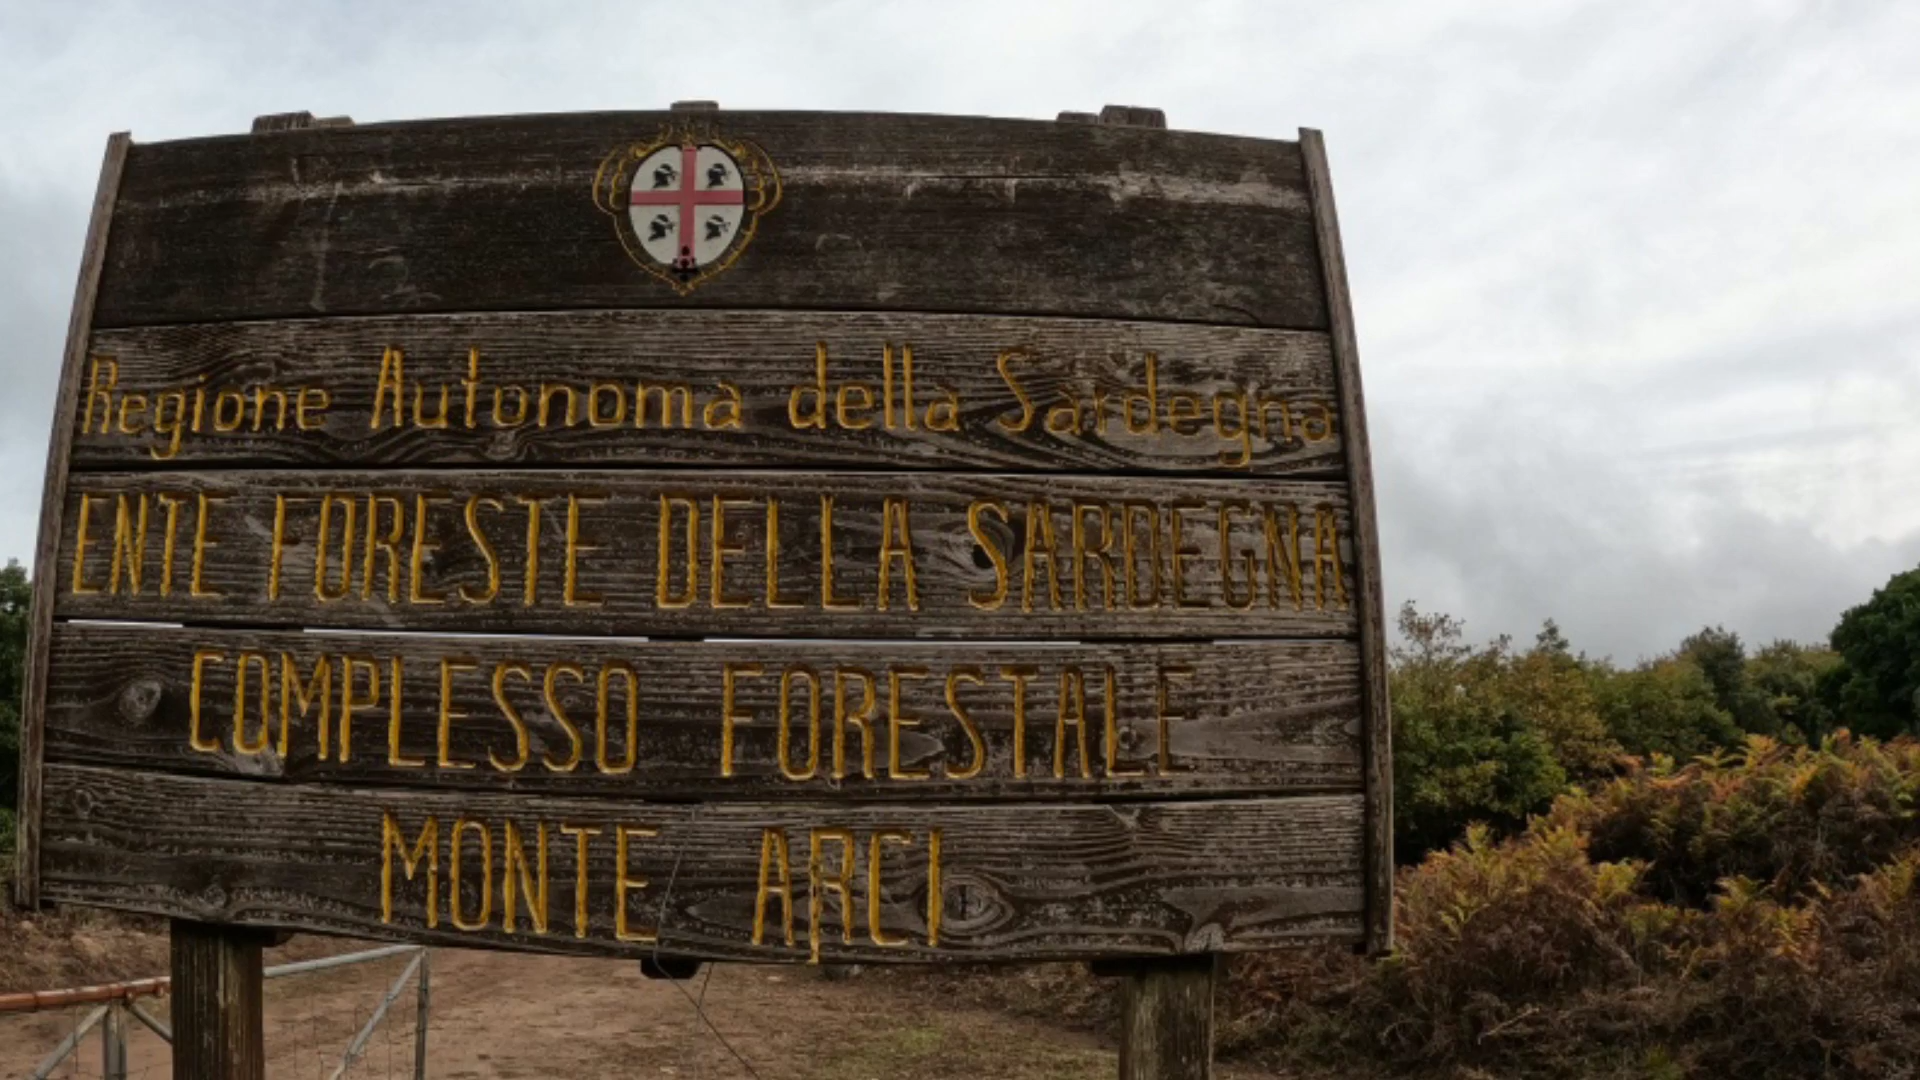 Regione Autonoma della Sardegna
ENTE FORESTE DELLA SARDEGNA
COMPLESSO FORESTALE
MONTE ARCI